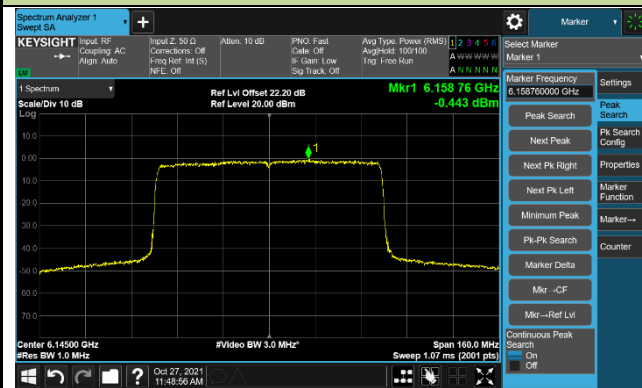 Spectrum Analyzer 1
Swept SA
+
Marker
KEYSIGHT
Input: RF
Coupling: AC
Align: Auto
Input Z: 50 Ω
Corrections: Off
Freq Ref: Int (S)
NFE: Off
Atten: 10 dB
PNO: Fast
Gate: Off
IF Gain: Low
Sig Track: Off
Avg Type: Power (RMS)
Avg|Hold: 100/100
Trig: Free Run
1 2 3 4 5 6
A W W W W W
A N N N N N
Select Marker
Marker 1
1 Spectrum
Scale/Div 10 dB
Log
Ref Lvl Offset 22.20 dB
Ref Level 20.00 dBm
Mkr1 6.158 76 GHz
-0.443 dBm
10.0
0.00
10.0
20.0
30.0
40.0
-50.0
60.0
70.0
1
Center 6.14500 GHz
#Res BW 1.0 MHz
#Video BW 3.0 MHz*
Span 160.0 MHz
Sweep 1.07 ms (2001 pts)
Marker Frequency
6.158760000 GHz
Peak Search
Next Peak
Next Pk Right
Next Pk Left
Minimum Peak
Pk-Pk Search
Marker Delta
Mkr→CF
Mkr→Ref Lvl
Continuous Peak
Search
On
Off
Settings
Peak
Search
Pk Search
Config
Properties
Marker
Function
Marker→
Counter
?
Oct 27, 2021
11:48:56 AM